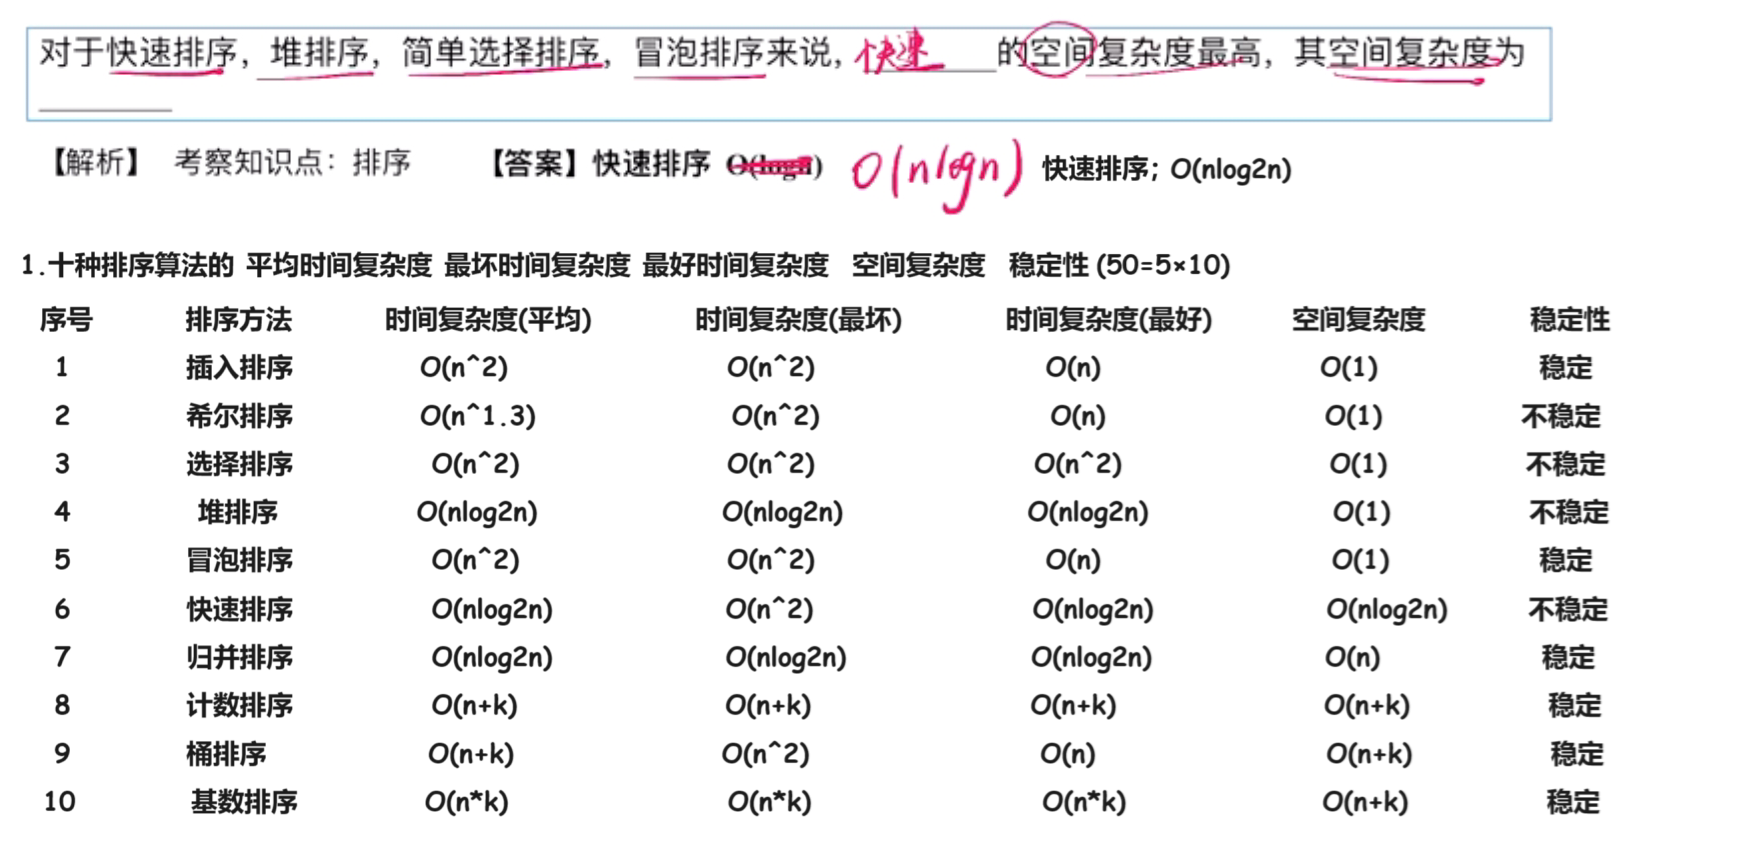 对于快速排序，堆排序，简单选择排序，冒泡排序来说，快速______的空间复杂度最高，其空间复杂度为
________
【解析】 考察知识点：排序 【答案】快速排序 O(logn) O(nlogn) 快速排序；O(nlog2n)
1.十种排序算法的 平均时间复杂度 最坏时间复杂度 最好时间复杂度 空间复杂度 稳定性 (50=5×10)
序号 排序方法 时间复杂度(平均) 时间复杂度(最坏) 时间复杂度(最好) 空间复杂度 稳定性
1 插入排序 O(n^2) O(n^2) O(n) O(1) 稳定
2 希尔排序 O(n^1.3) O(n^2) O(n) O(1) 不稳定
3 选择排序 O(n^2) O(n^2) O(n^2) O(1) 不稳定
4 堆排序 O(nlog2n) O(nlog2n) O(nlog2n) O(1) 不稳定
5 冒泡排序 O(n^2) O(n^2) O(n) O(1) 稳定
6 快速排序 O(nlog2n) O(n^2) O(nlog2n) O(nlog2n) 不稳定
7 归并排序 O(nlog2n) O(nlog2n) O(nlog2n) O(n) 稳定
8 计数排序 O(n+k) O(n+k) O(n+k) O(n+k) 稳定
9 桶排序 O(n+k) O(n^2) O(n) O(n+k) 稳定
10 基数排序 O(n*k) O(n*k) O(n*k) O(n+k) 稳定